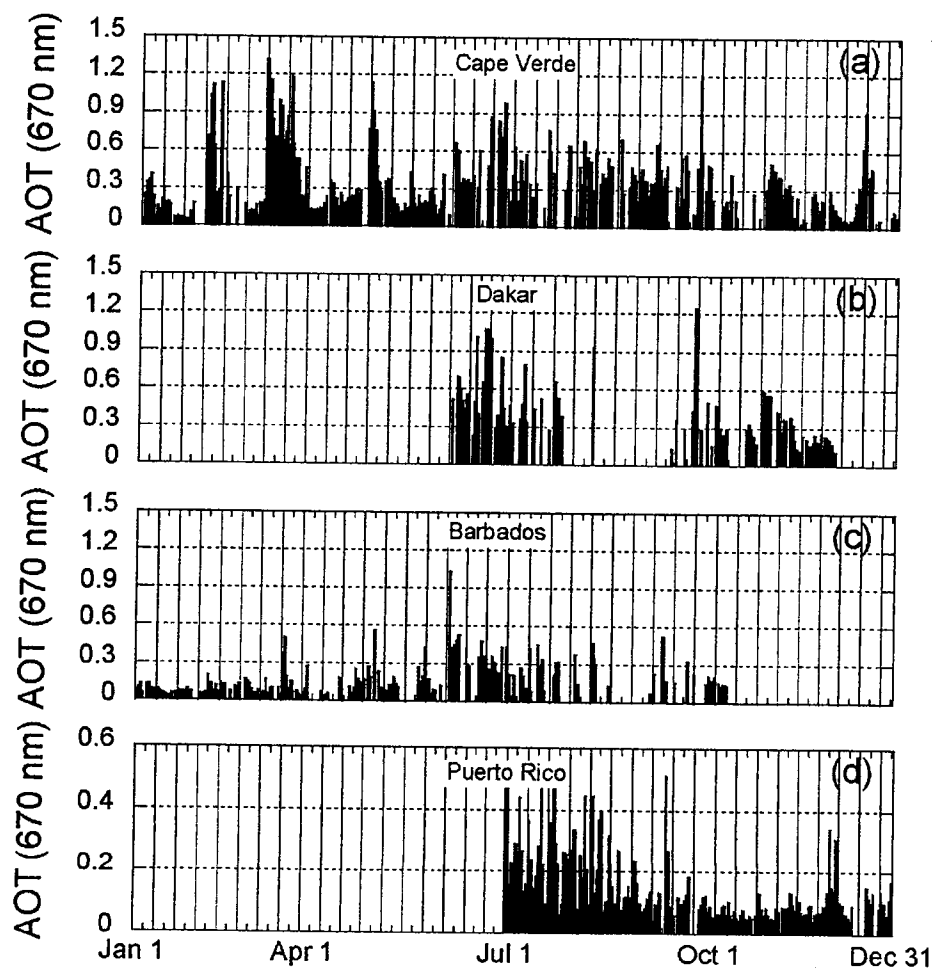 AOT (670 nm)
1.5
1.2
0.9
0.6
0.3
0
Cape Verde
(a)
AOT (670 nm)
1.5
1.2
0.9
0.6
0.3
0
Dakar
(b)
AOT (670 nm)
1.5
1.2
0.9
0.6
0.3
0
Barbados
(c)
AOT (670 nm)
0.6
0.4
0.2
0
Puerto Rico
(d)
Jan 1
Apr 1
Jul 1
Oct 1
Dec 31